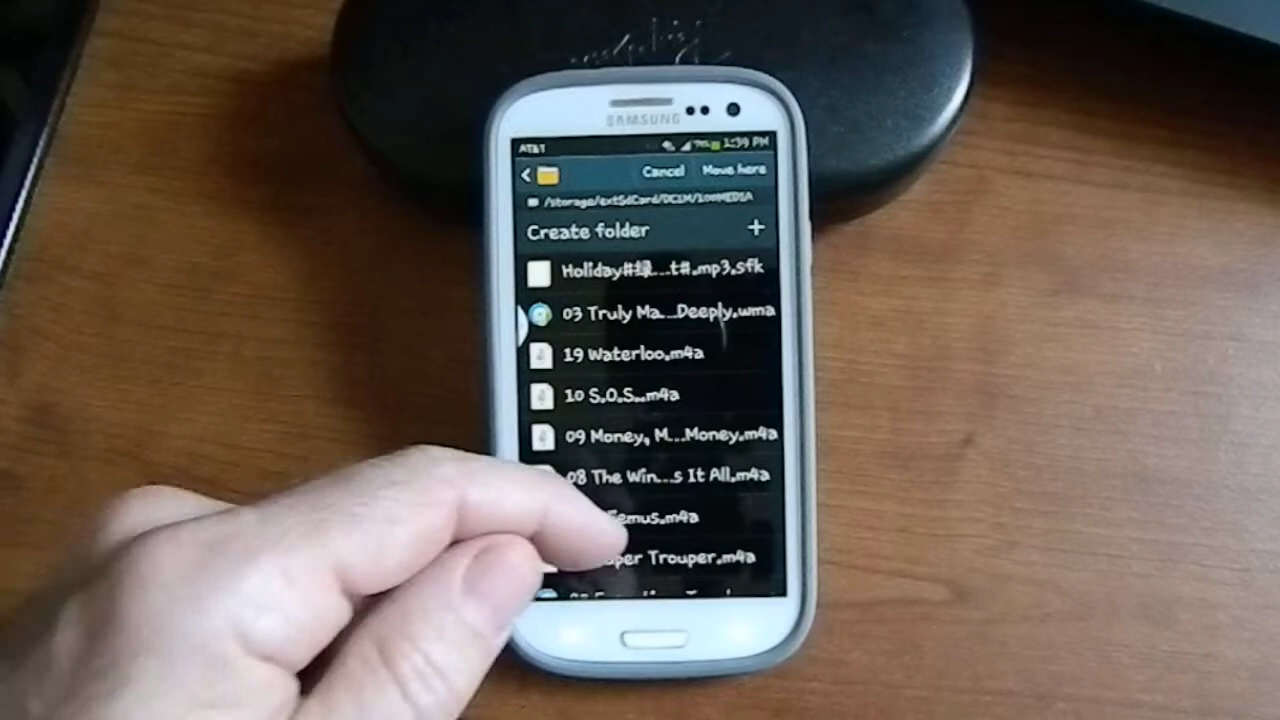 SAMSUNG
AT&T 1:39 PM
Cancel Move here
/storage/extSdCard/DCIM/100MEDIA
Create folder +
Holiday#绿...t#.mp3.sfk
03 Truly Ma...Deeply.wma
19 Waterloo.m4a
10 S.O.S..m4a
09 Money, M...Money.m4a
08 The Win...s It All.m4a
emus.m4a
per Trouper.m4a